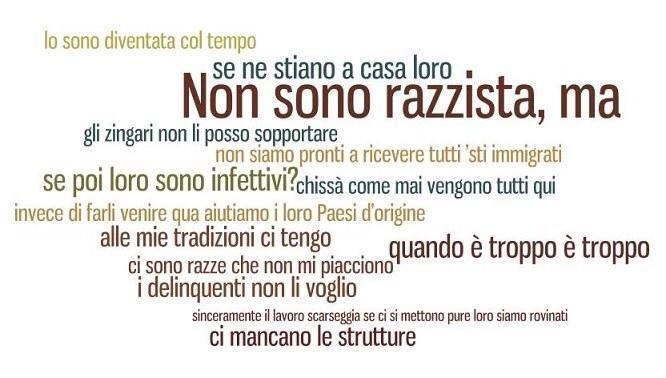 lo sono diventata col tempo
se ne stiano a casa loro
Non sono razzista, ma
gli zingari non li posso sopportare
non siamo pronti a ricevere tutti 'sti immigrati
se poi loro sono infettivi?
chissà come mai vengono tutti qui
invece di farli venire qua aiutiamo i loro Paesi d'origine
alle mie tradizioni ci tengo
quando è troppo è troppo
ci sono razze che non mi piacciono
i delinquenti non li voglio
sinceramente il lavoro scarseggia se ci si mettono pure loro siamo rovinati
ci mancano le strutture